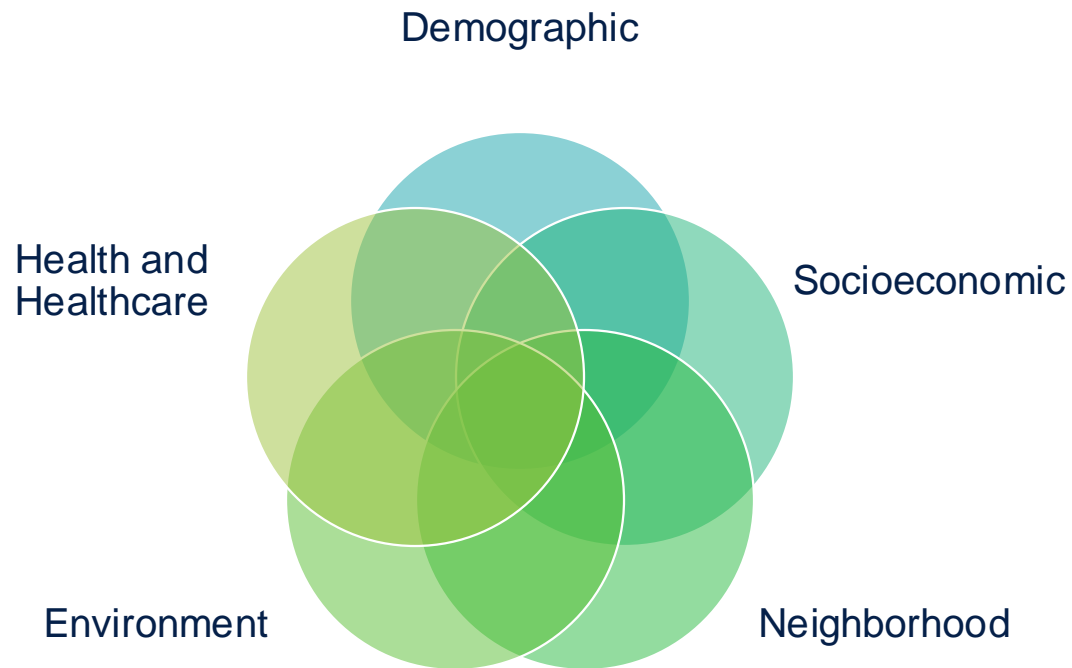 Demographic
Health and
Healthcare
Socioeconomic
Environment
Neighborhood